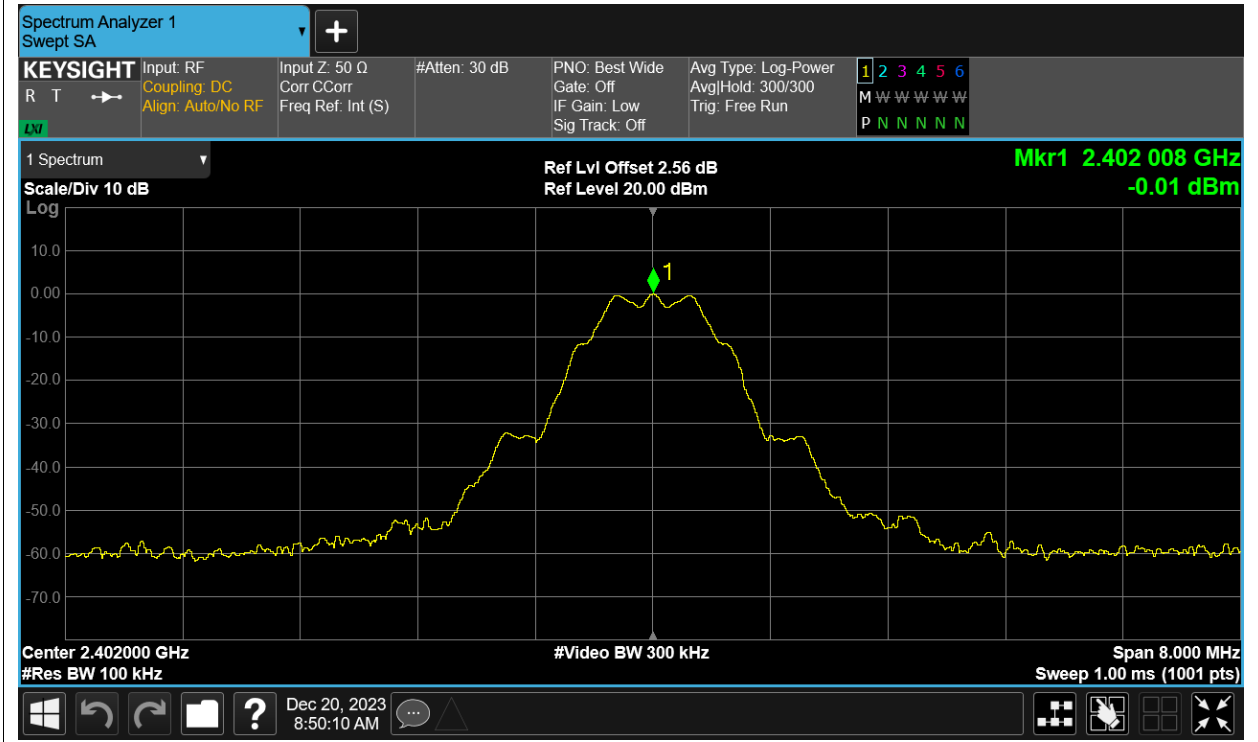 Spectrum Analyzer 1
Swept SA
+
KEYSIGHT
R T
LXI
Input: RF
Coupling: DC
Align: Auto/No RF
Input Z: 50 Ω
Corr CCorr
Freq Ref: Int (S)
#Atten: 30 dB
PNO: Best Wide
Gate: Off
IF Gain: Low
Sig Track: Off
Avg Type: Log-Power
Avg|Hold: 300/300
Trig: Free Run
1 2 3 4 5 6
M W W W W W
P N N N N N
1 Spectrum
Scale/Div 10 dB
Log
Ref Lvl Offset 2.56 dB
Ref Level 20.00 dBm
Mkr1 2.402 008 GHz
-0.01 dBm
10.0
0.00
-10.0
-20.0
-30.0
-40.0
-50.0
-60.0
-70.0
1
Center 2.402000 GHz
#Res BW 100 kHz
#Video BW 300 kHz
Span 8.000 MHz
Sweep 1.00 ms (1001 pts)
?
Dec 20, 2023
8:50:10 AM